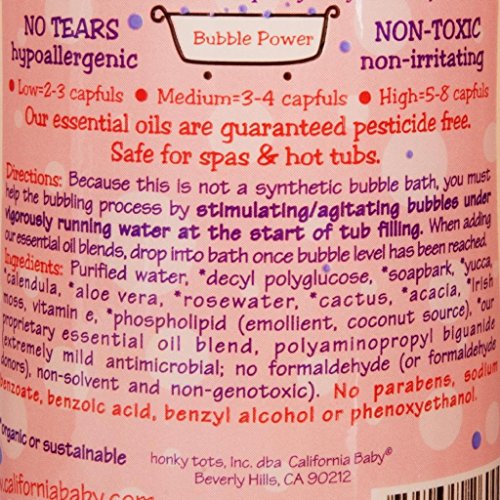 NO TEARS
hypoallergenic
Bubble Power
NON-TOXIC
non-irritating
• Low=2-3 capfuls • Medium=3-4 capfuls • High=5-8 capfuls
Our essential oils are guaranteed pesticide free.
Safe for spas & hot tubs.
Directions: Because this is not a synthetic bubble bath, you must
help the bubbling process by stimulating/agitating bubbles under
vigorously running water at the start of tub filling. When adding
our essential oil blends, drop into bath once bubble level has been reached.
Ingredients: Purified water, *decyl polyglucose, *soapbark, *yucca,
*calendula, *aloe vera, *rosewater, *cactus, *acacia, *Irish
moss, vitamin e, *phospholipid (emollient, coconut source), *our
proprietary essential oil blend, polyaminopropyl biguanide
(extremely mild antimicrobial; no formaldehyde (or formaldehyde
donors), non-solvent and non-genotoxic). No parabens, sodium
benzoate, benzoic acid, benzyl alcohol or phenoxyethanol.
*organic or sustainable
honky tots, Inc. dba California Baby®
Beverly Hills, CA 90212
www.californiababy.com